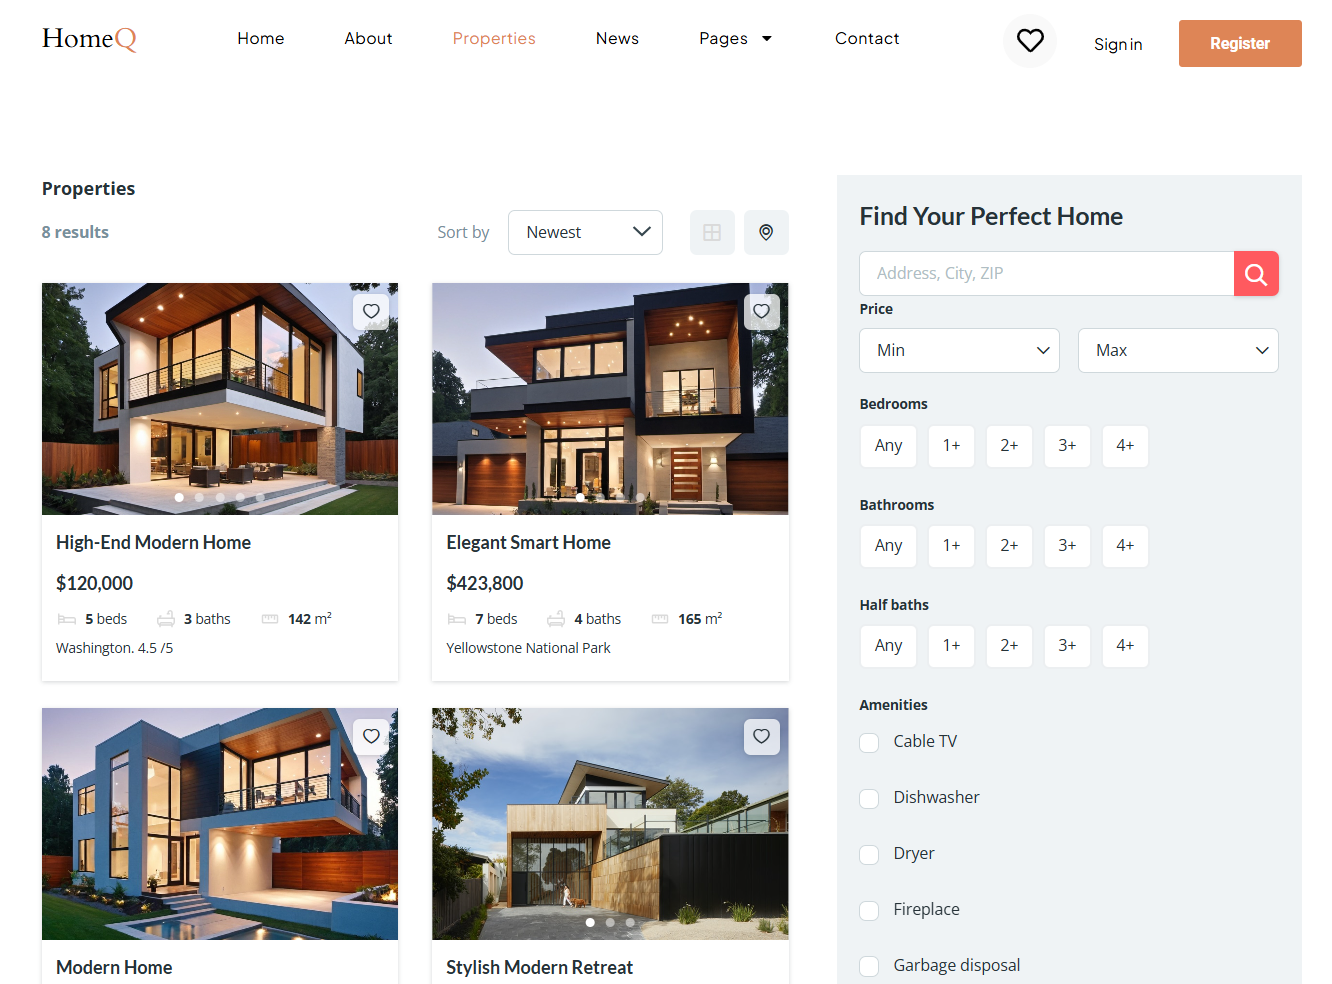 HomeQ
Home
About
Properties
News
Pages
Contact
Sign in
Register
Properties
8 results
Sort by
Newest
High-End Modern Home
$120,000
5 beds
3 baths
142 m²
Washington. 4.5 /5
Elegant Smart Home
$423,800
7 beds
4 baths
165 m²
Yellowstone National Park
Modern Home
Stylish Modern Retreat
Find Your Perfect Home
Address, City, ZIP
Price
Min
Max
Bedrooms
Any
1+
2+
3+
4+
Bathrooms
Any
1+
2+
3+
4+
Half baths
Any
1+
2+
3+
4+
Amenities
Cable TV
Dishwasher
Dryer
Fireplace
Garbage disposal